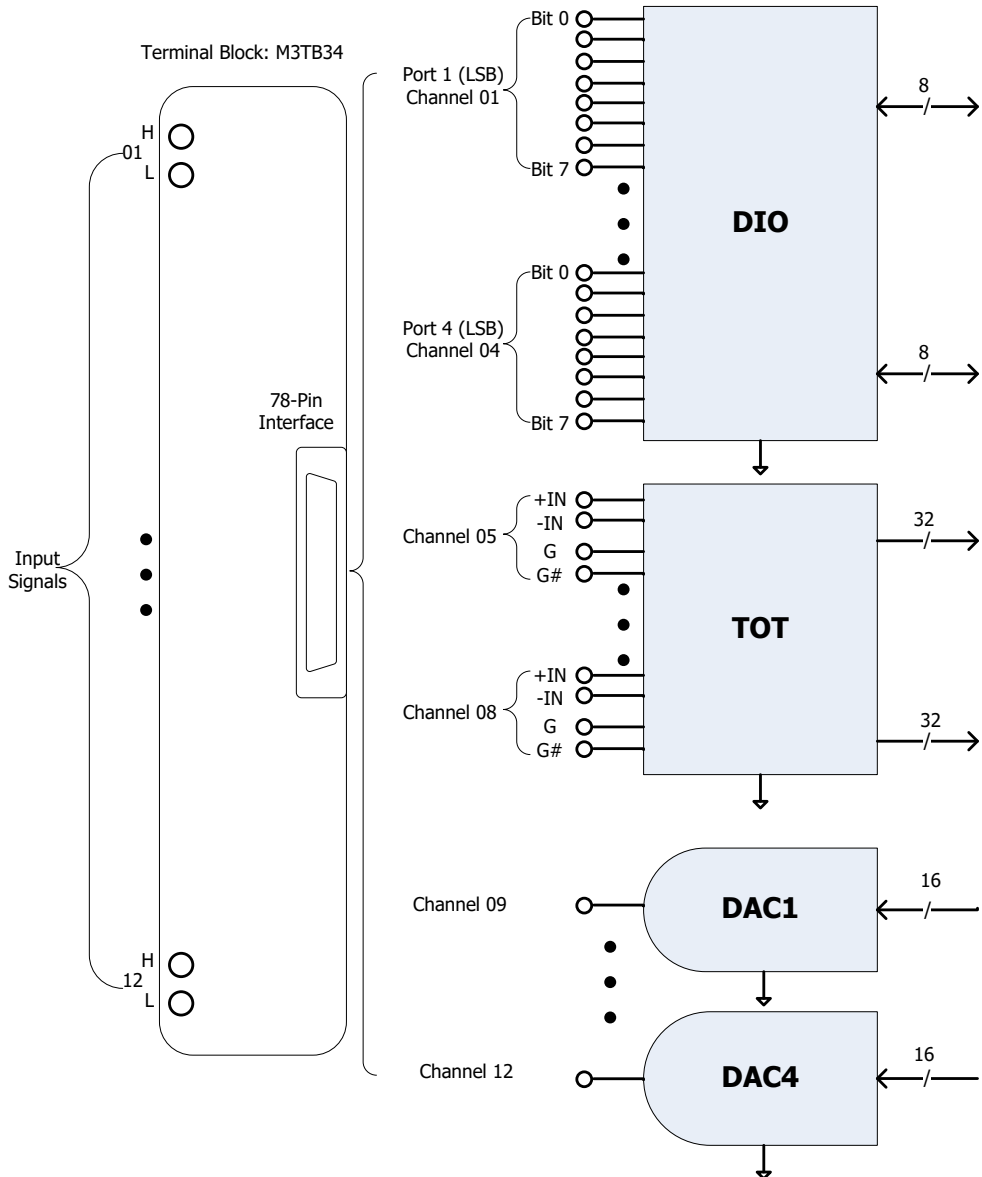 Terminal Block: M3TB34
H
01
L
Input
Signals
H
12
L
78-Pin
Interface
Port 1 (LSB)
Channel 01
Bit 0
Bit 7
Port 4 (LSB)
Channel 04
Bit 0
Bit 7
DIO
8
8
Channel 05
+IN
-IN
G
G#
Channel 08
+IN
-IN
G
G#
TOT
32
32
Channel 09
DAC1
16
Channel 12
DAC4
16